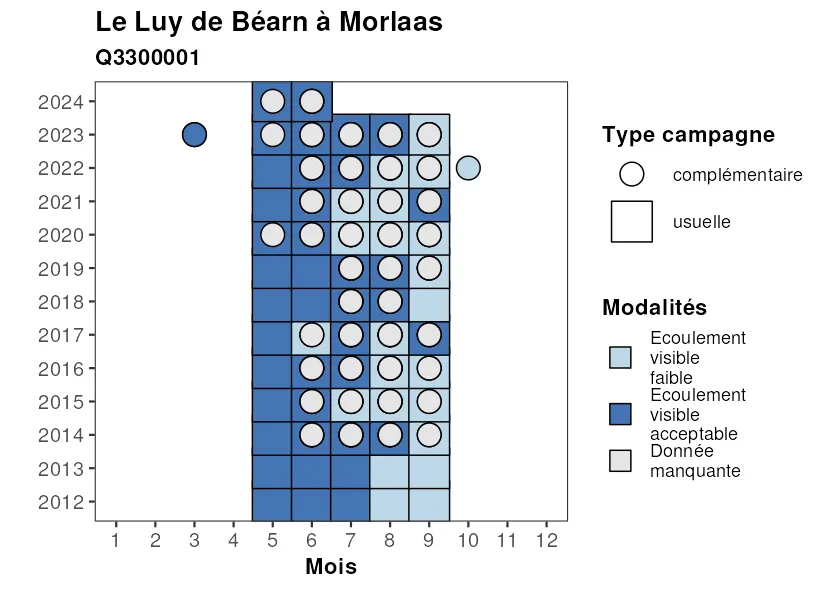 Le Luy de Béarn à Morlaas
Q3300001
2024
2023
2022
2021
2020
2019
2018
2017
2016
2015
2014
2013
2012
1 2 3 4 5 6 7 8 9 10 11 12
Mois
Type campagne
complémentaire
usuelle
Modalités
Ecoulement
visible
faible
Ecoulement
visible
acceptable
Donnée
manquante